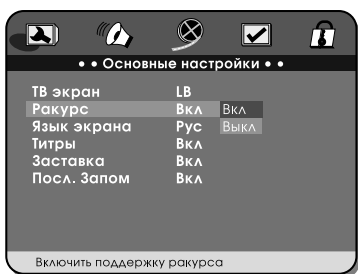 • • Основные настройки • •
ТВ экран LB
Ракурс Вкл Вкл
Язык экрана Рус Выкл
Титры Вкл
Заставка Вкл
Посл. Запом Вкл
Включить поддержку ракурса